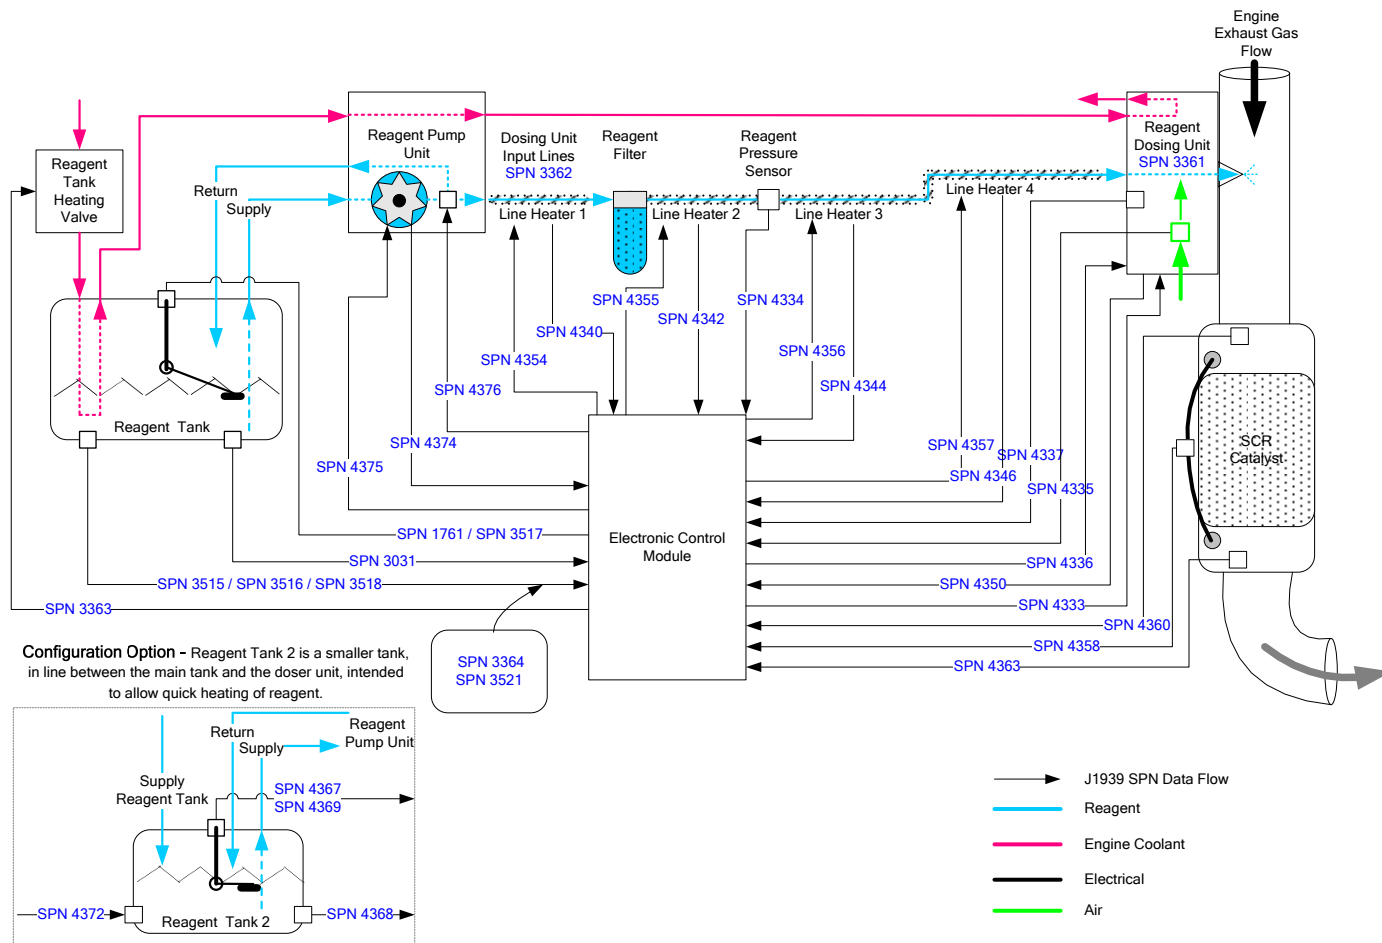 Engine
Exhaust Gas
Flow
Reagent
Tank
Heating
Valve
Reagent Pump
Unit
Dosing Unit
Input Lines
SPN 3362
Reagent
Filter
Reagent
Pressure
Sensor
Reagent
Dosing Unit
SPN 3361
Return
Supply
Line Heater 1
Line Heater 2
Line Heater 3
Line Heater 4
SPN 4355
SPN 4334
SPN 4340
SPN 4342
SPN 4354
SPN 4356
SPN 4344
SPN 4376
SPN 4374
SPN 4375
Reagent Tank
SPN 4357
SPN 4337
SPN 4346
SPN 4335
SCR
Catalyst
SPN 1761 / SPN 3517
Electronic Control
Module
SPN 3031
SPN 4336
SPN 3515 / SPN 3516 / SPN 3518
SPN 4350
SPN 3363
SPN 4333
SPN 4360
SPN 4358
SPN 4363
SPN 3364
SPN 3521
Configuration Option - Reagent Tank 2 is a smaller tank,
in line between the main tank and the doser unit, intended
to allow quick heating of reagent.
Return
Supply
Reagent
Pump Unit
Supply
Reagent Tank
SPN 4367
SPN 4369
SPN 4372
Reagent Tank 2
SPN 4368
J1939 SPN Data Flow
Reagent
Engine Coolant
Electrical
Air